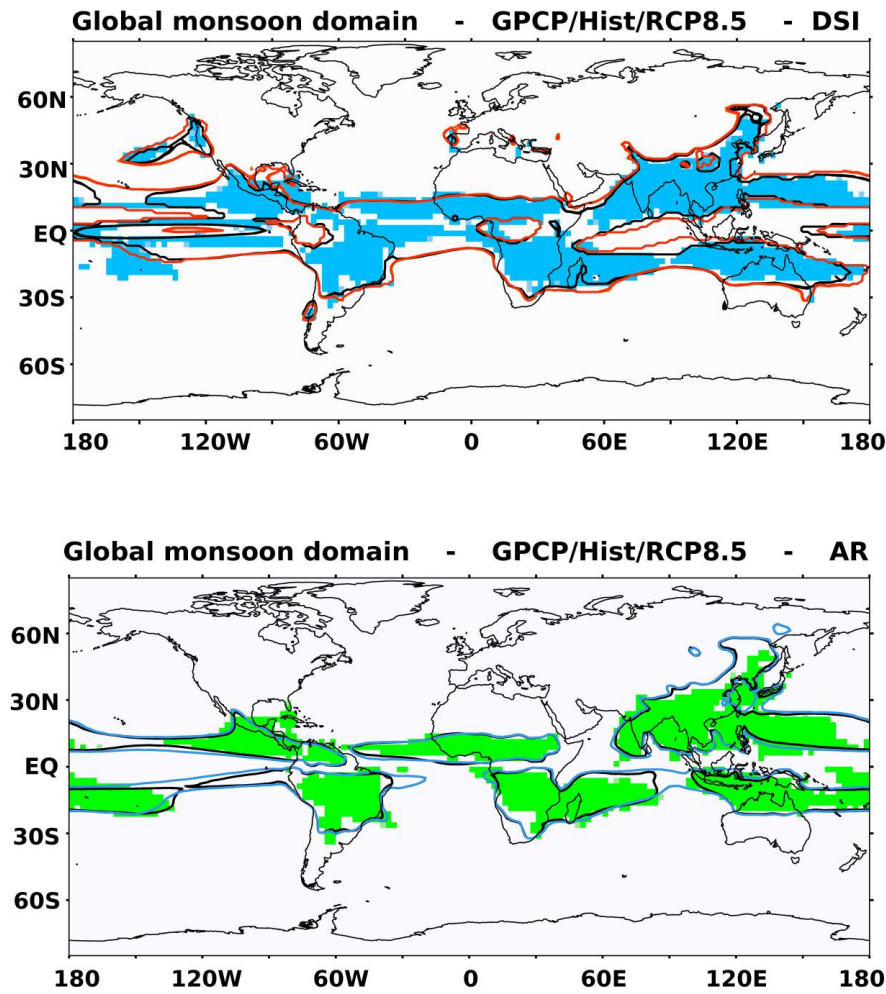 Global monsoon domain - GPCP/Hist/RCP8.5 - DSI
60N
30N
EQ
30S
60S
180 120W 60W 0 60E 120E 180
Global monsoon domain - GPCP/Hist/RCP8.5 - AR
60N
30N
EQ
30S
60S
180 120W 60W 0 60E 120E 180